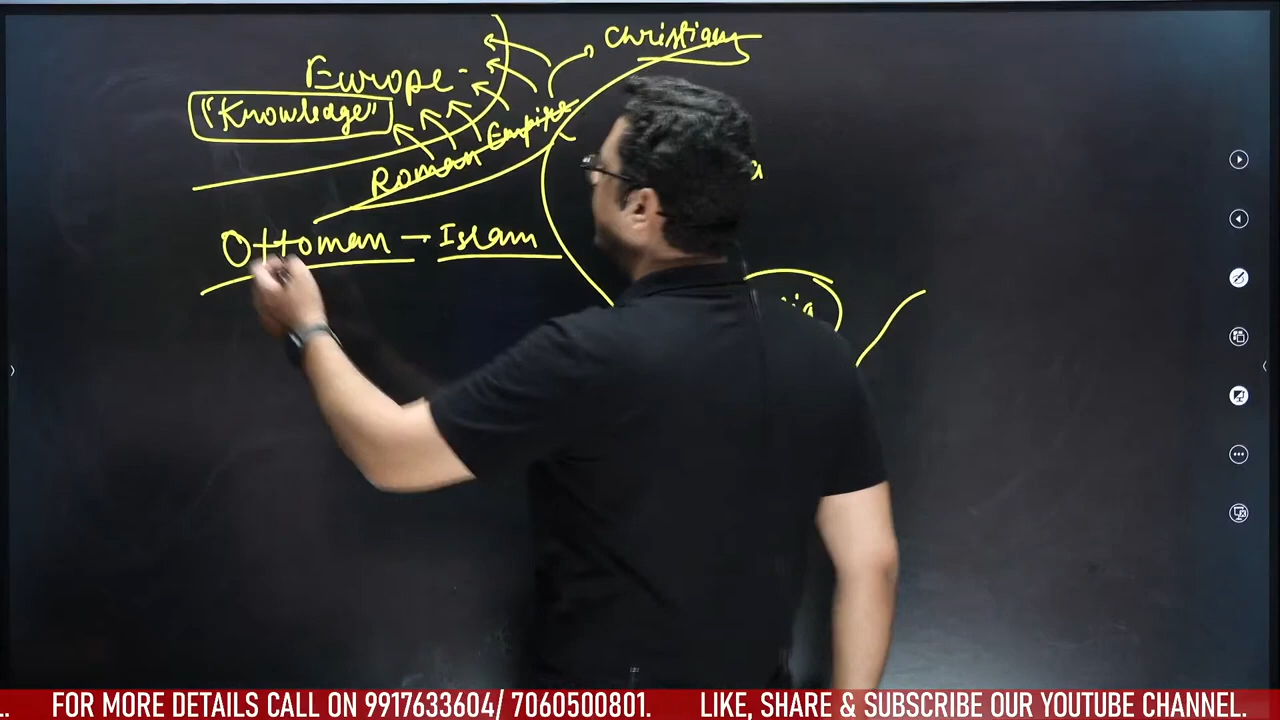 Christians
Europe -
"Knowledge"
Roman Empire
Ottoman - Islam
FOR MORE DETAILS CALL ON 9917633604/ 7060500801. LIKE, SHARE & SUBSCRIBE OUR YOUTUBE CHANNEL.